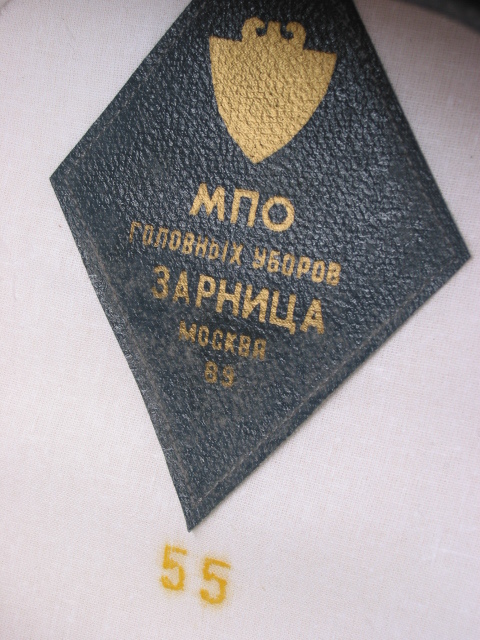 МПО
ГОЛОВНЫХ УБОРОВ
ЗАРНИЦА
МОСКВА
89
55